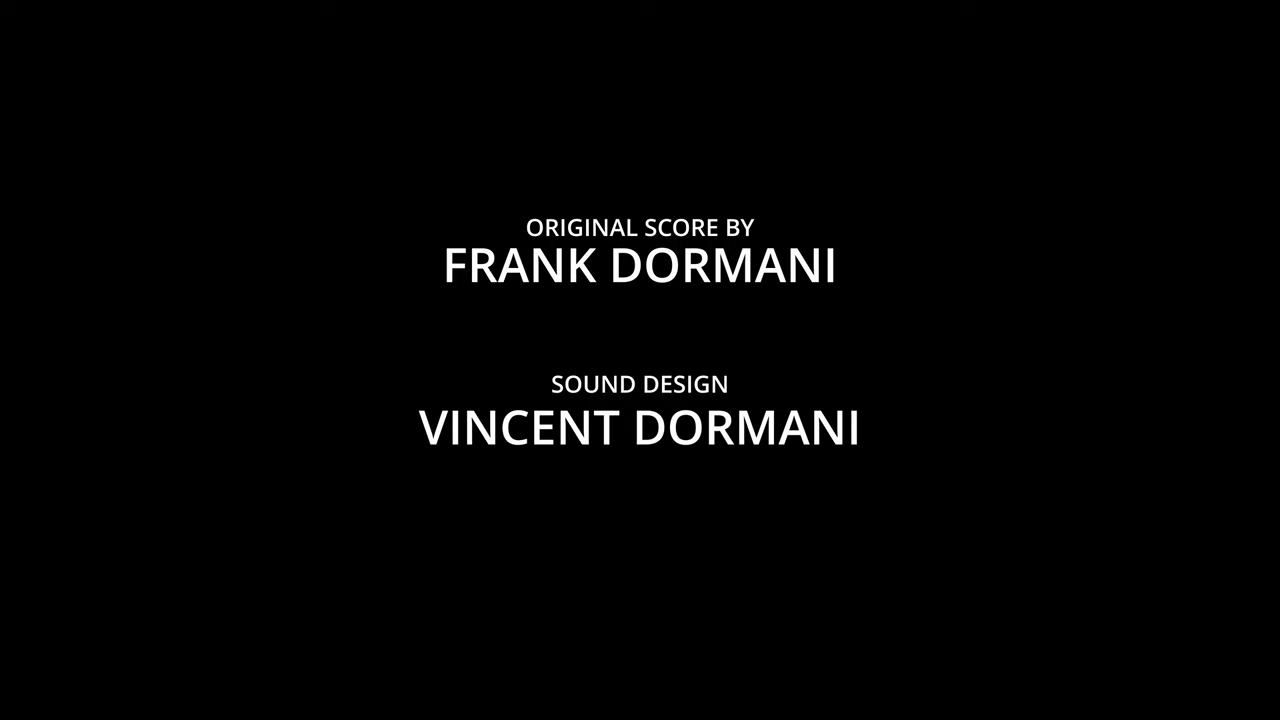 ORIGINAL SCORE BY
FRANK DORMANI
SOUND DESIGN
VINCENT DORMANI